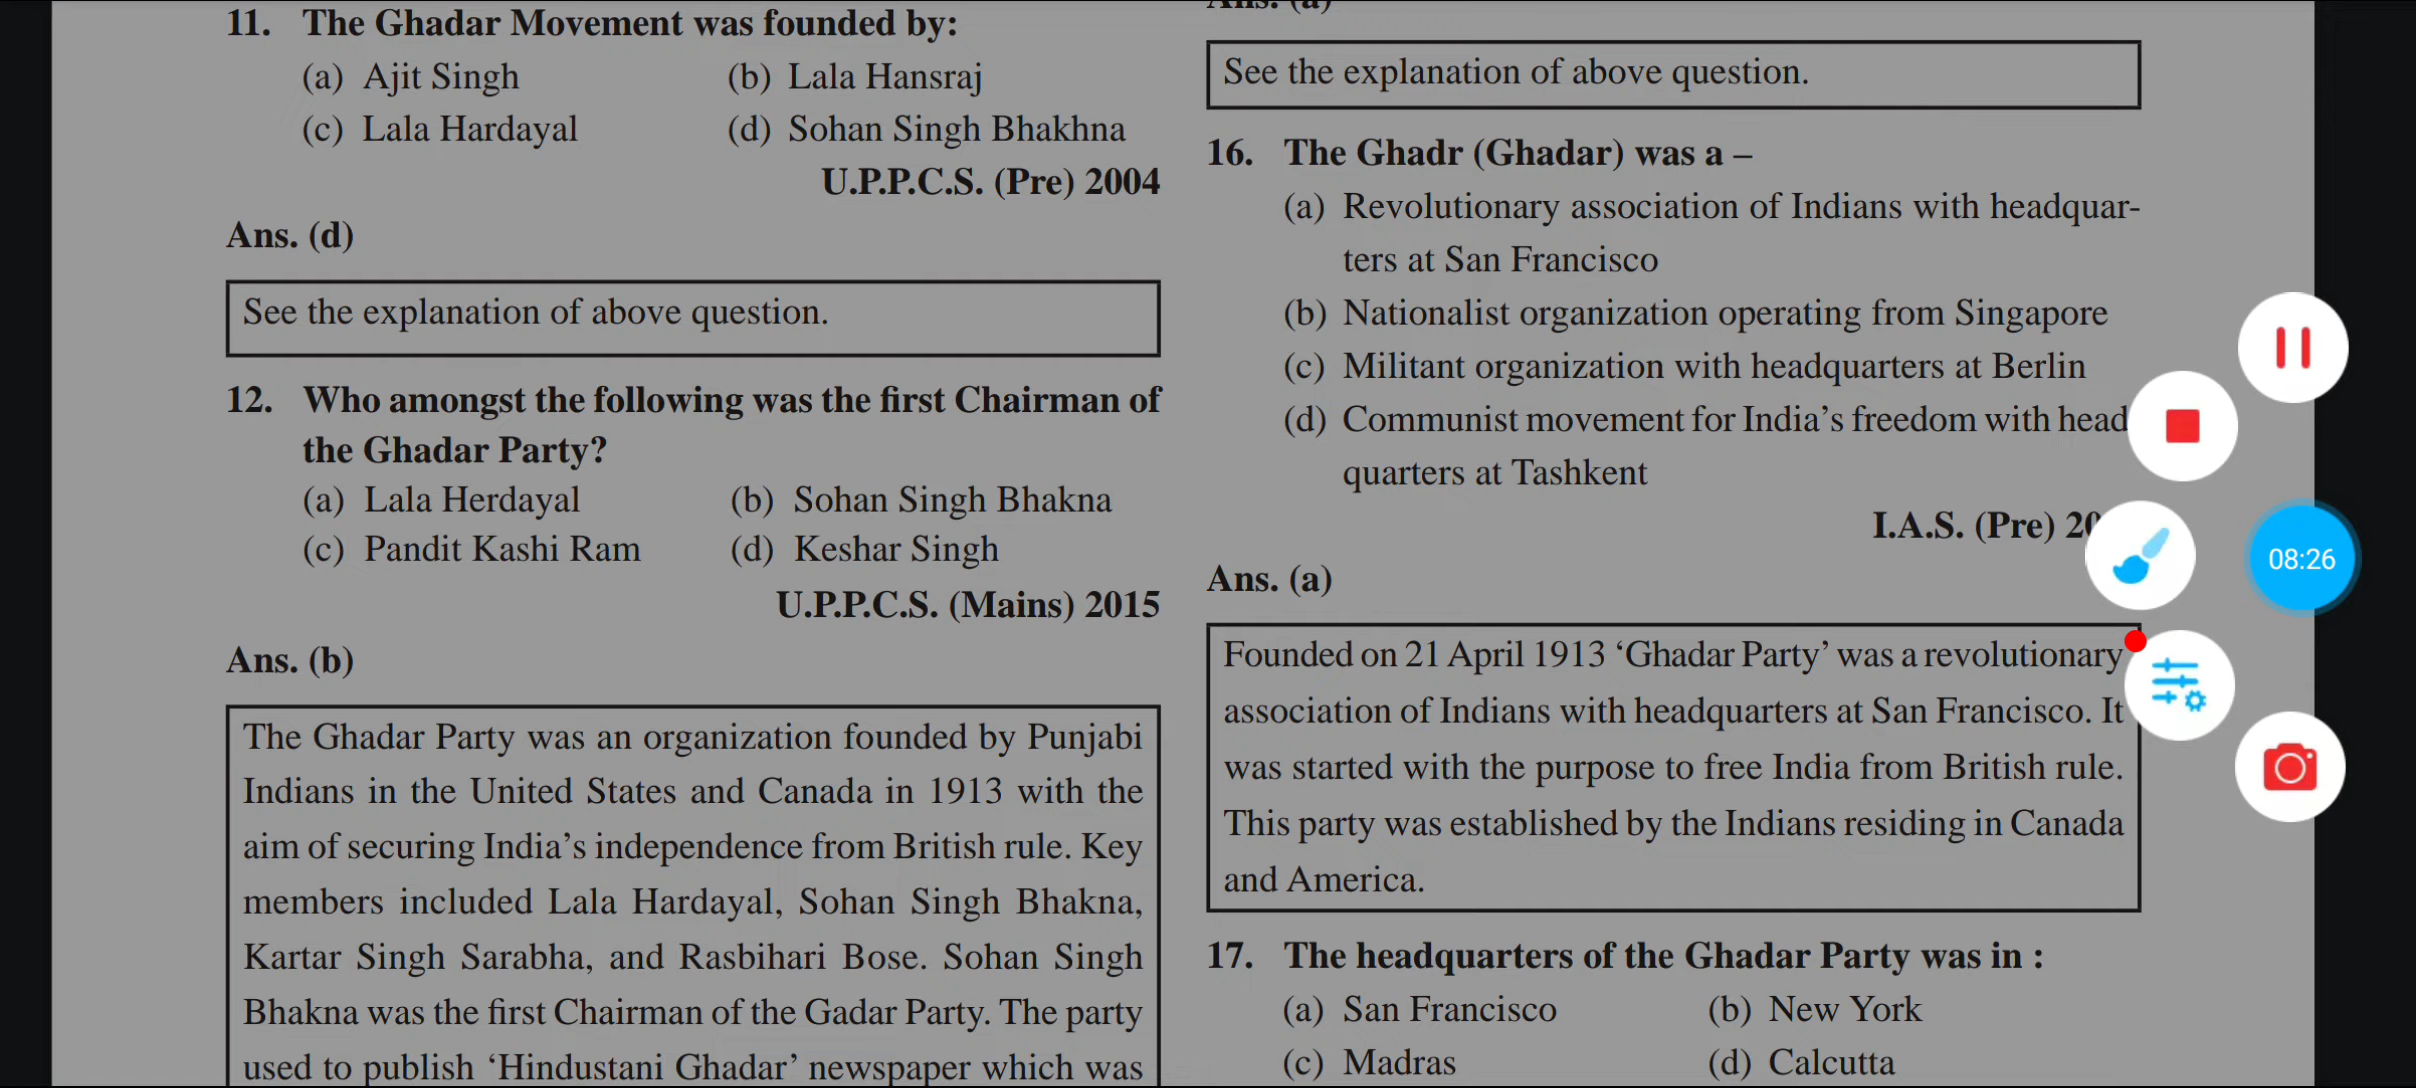 11. The Ghadar Movement was founded by:
(a) Ajit Singh (b) Lala Hansraj
(c) Lala Hardayal (d) Sohan Singh Bhakhna
U.P.P.C.S. (Pre) 2004
Ans. (d)
See the explanation of above question.
12. Who amongst the following was the first Chairman of
the Ghadar Party?
(a) Lala Herdayal (b) Sohan Singh Bhakna
(c) Pandit Kashi Ram (d) Keshar Singh
U.P.P.C.S. (Mains) 2015
Ans. (b)
The Ghadar Party was an organization founded by Punjabi
Indians in the United States and Canada in 1913 with the
aim of securing India's independence from British rule. Key
members included Lala Hardayal, Sohan Singh Bhakna,
Kartar Singh Sarabha, and Rasbihari Bose. Sohan Singh
Bhakna was the first Chairman of the Gadar Party. The party
used to publish 'Hindustani Ghadar' newspaper which was
Ans. (a)
See the explanation of above question.
16. The Ghadr (Ghadar) was a –
(a) Revolutionary association of Indians with headquar-
ters at San Francisco
(b) Nationalist organization operating from Singapore
(c) Militant organization with headquarters at Berlin
(d) Communist movement for India's freedom with head
quarters at Tashkent
I.A.S. (Pre)
Ans. (a)
Founded on 21 April 1913 'Ghadar Party' was a revolutionary
association of Indians with headquarters at San Francisco. It
was started with the purpose to free India from British rule.
This party was established by the Indians residing in Canada
and America.
17. The headquarters of the Ghadar Party was in :
(a) San Francisco (b) New York
(c) Madras (d) Calcutta
08:26